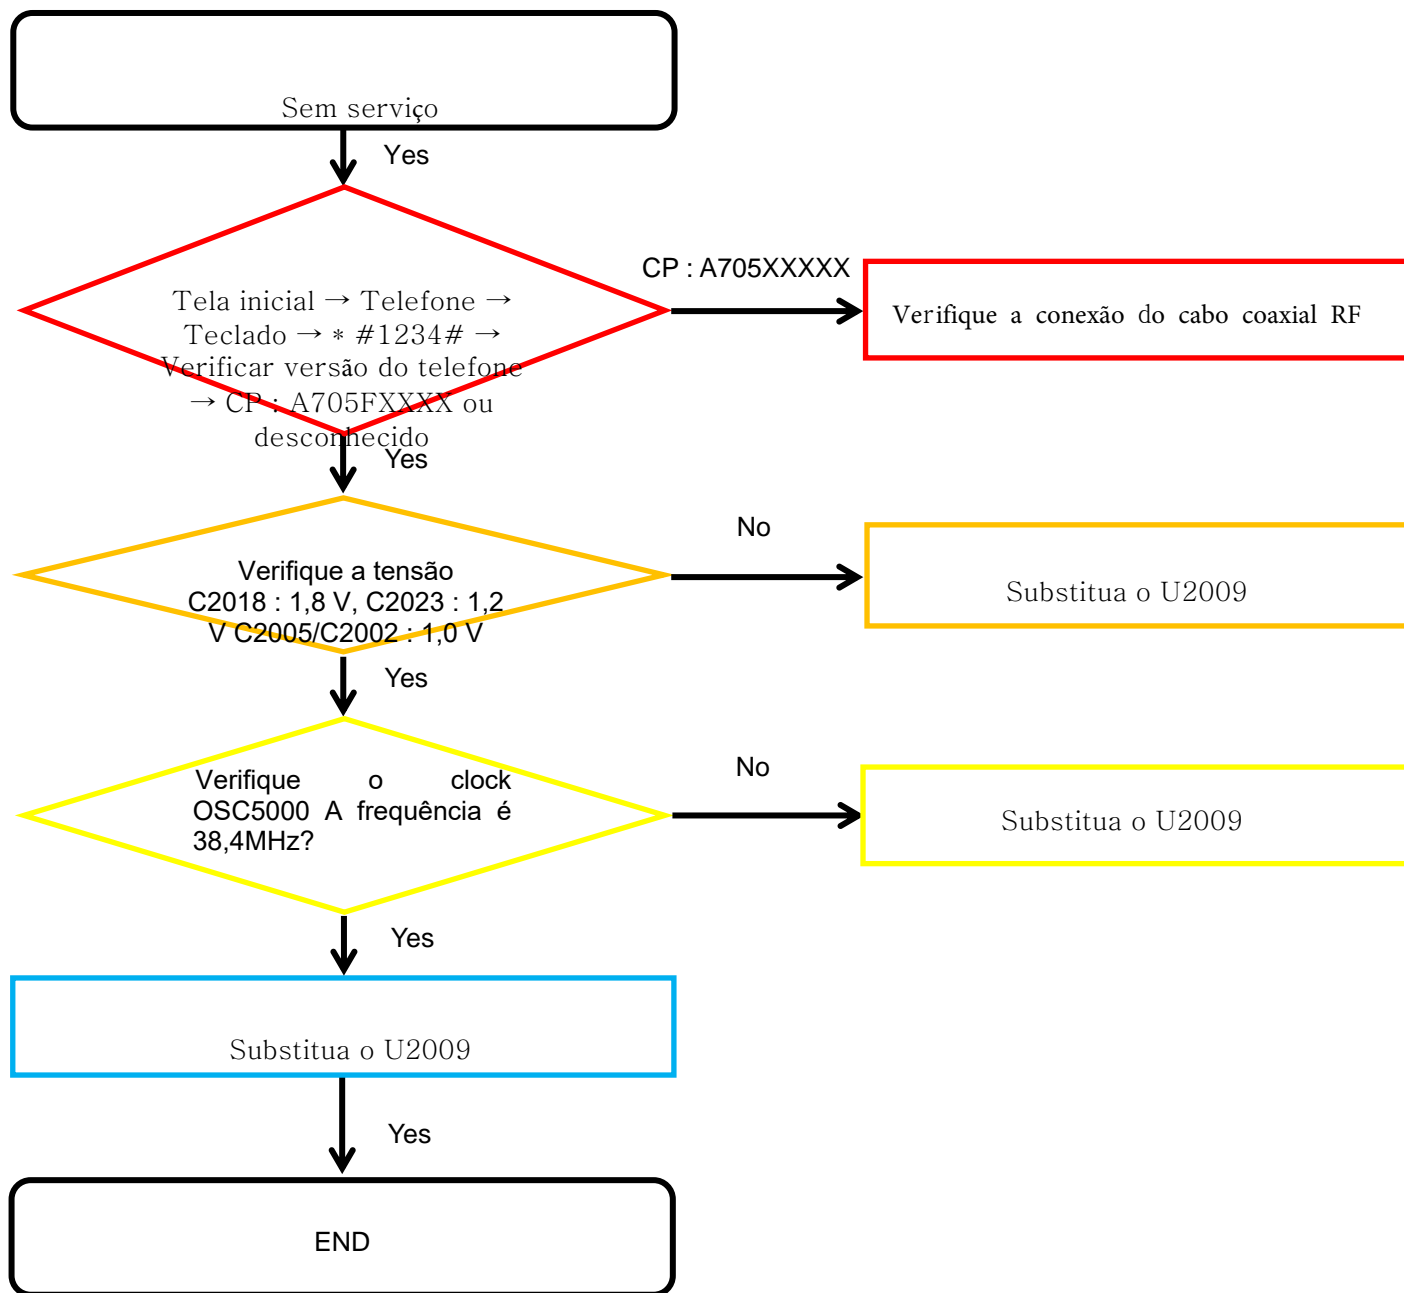 Sem serviço
Yes
CP : A705XXXXX
Tela inicial → Telefone →
Teclado → * #1234# →
Verificar versão do telefone
→ CP : A705FXXXX ou
desconhecido
Verifique a conexão do cabo coaxial RF
Yes
No
Verifique a tensão
C2018 : 1,8 V, C2023 : 1,2
V C2005/C2002 : 1,0 V
Substitua o U2009
Yes
No
Verifique o clock
OSC5000 A frequência é
38,4MHz?
Substitua o U2009
Yes
Substitua o U2009
Yes
END